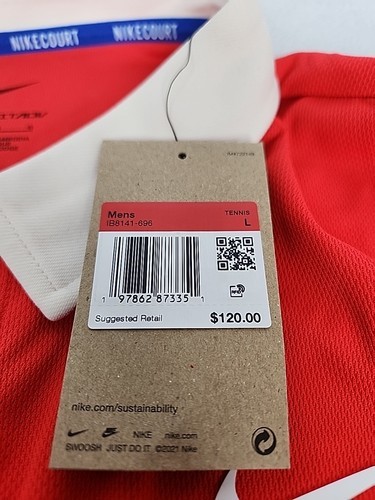 NIKECOURT NIKECOURT
Mens
TENNIS
IB8141-696
L
1 97862 87335 1
Suggested Retail
$120.00
nike.com/sustainability
NIKE nike.com
SWOOSH JUST DO IT ©2021 Nike